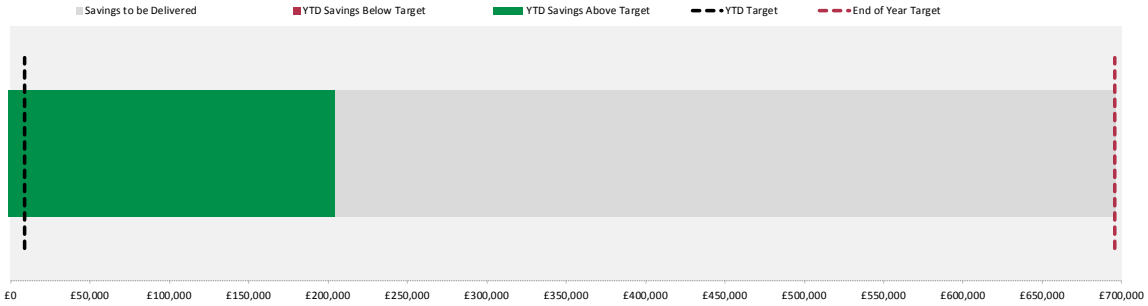 Savings to be Delivered YTD Savings Below Target YTD Savings Above Target YTD Target End of Year Target
£0 £50,000 £100,000 £150,000 £200,000 £250,000 £300,000 £350,000 £400,000 £450,000 £500,000 £550,000 £600,000 £650,000 £700,000